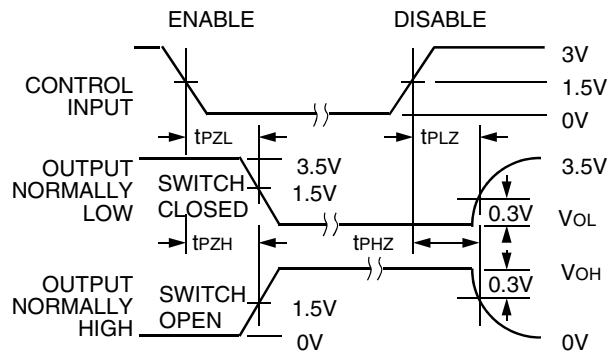 ENABLE
DISABLE
CONTROL
INPUT
3V
1.5V
0V
tPZL
tPLZ
OUTPUT
NORMALLY
LOW
SWITCH
CLOSED
3.5V
1.5V
3.5V
0.3V
VOL
tPZH
tPHZ
OUTPUT
NORMALLY
HIGH
SWITCH
OPEN
1.5V
0V
0.3V
VOH
0V